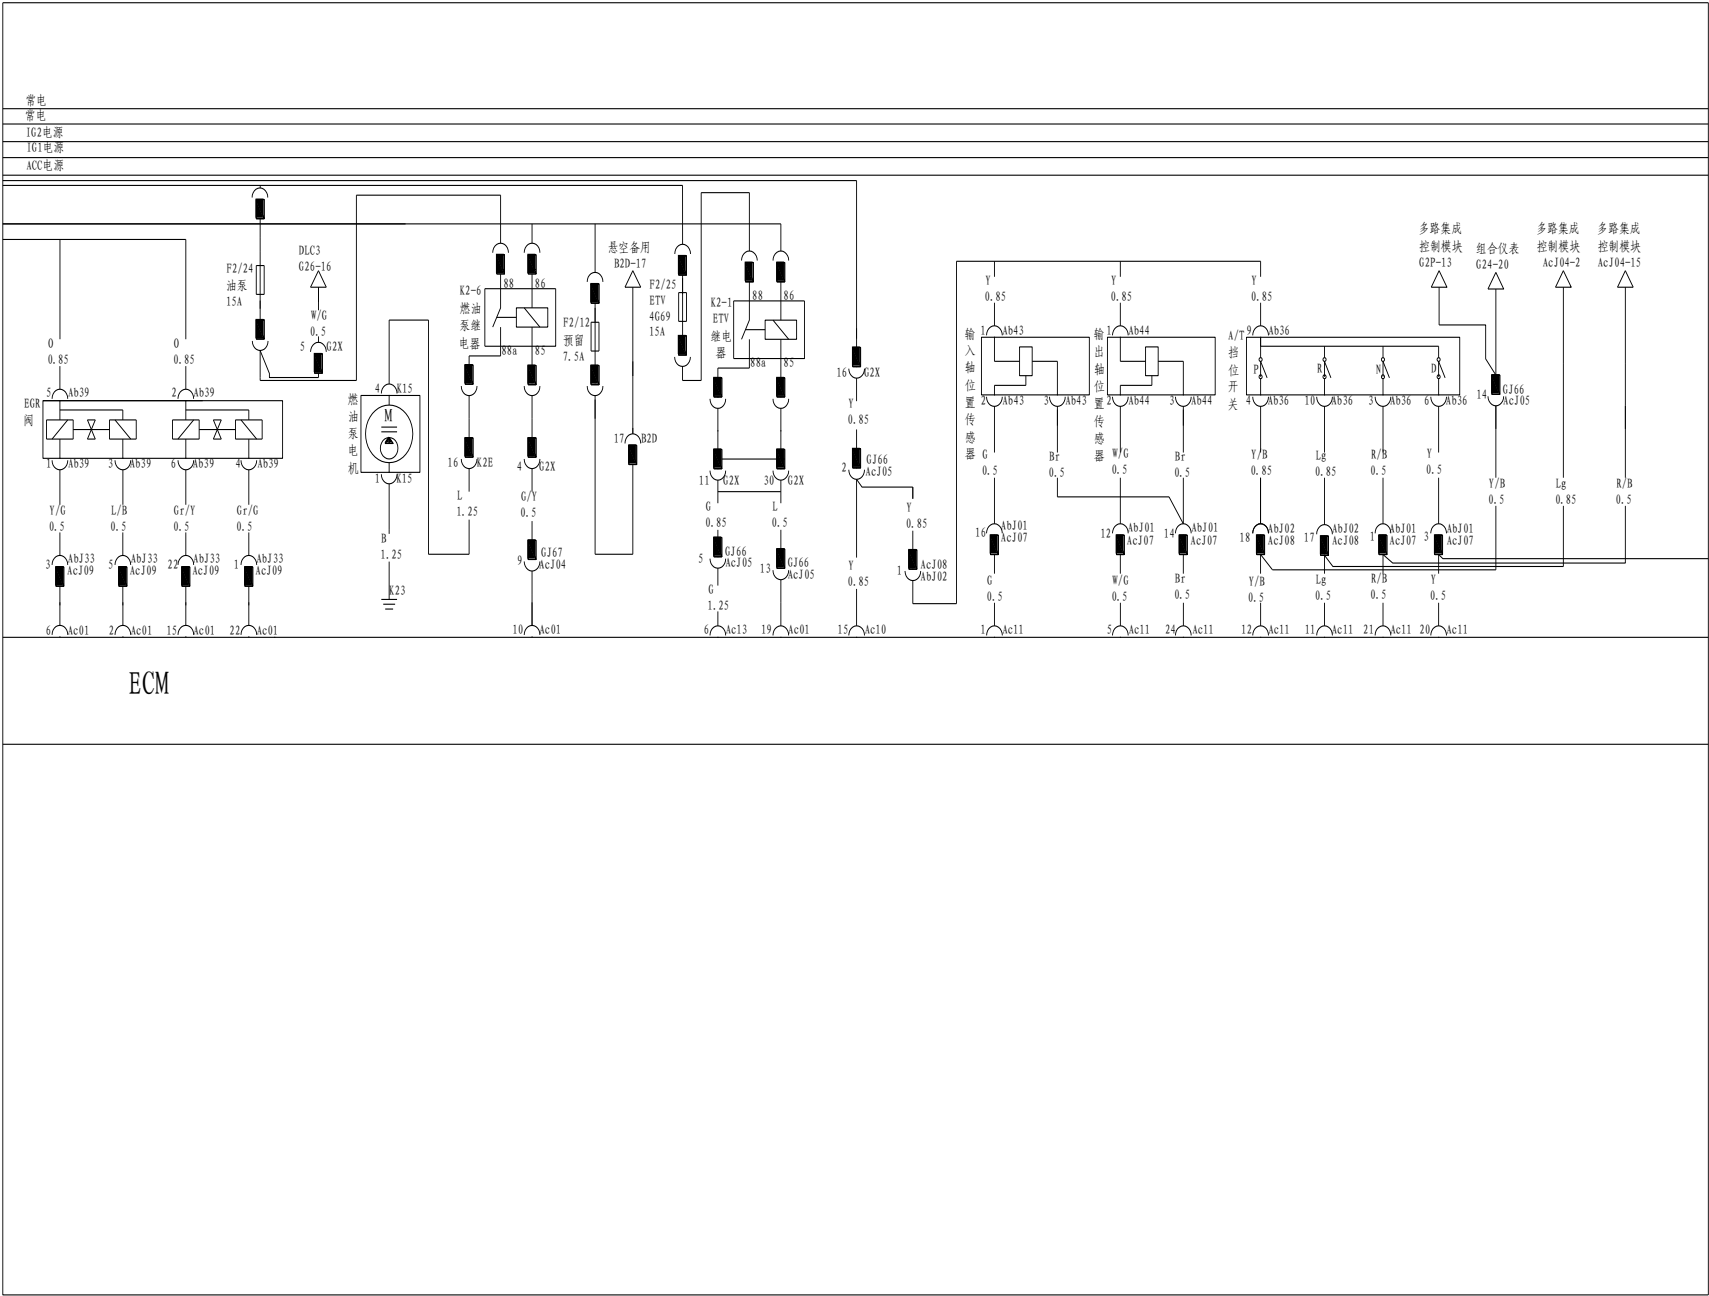 常电
常电
IG2电源
IG1电源
ACC电源
F2/24
油泵
15A
DLC3
G26-16
W/G
0.5
5
G2X
K2-6
燃油
泵继
电器
88
86
88a
85
悬空备用
B2D-17
F2/12
预留
7.5A
F2/25
ETV
4G69
15A
K2-1
ETV
继电
器
88
86
88a
85
多路集成
控制模块
G2P-13
组合仪表
G24-20
多路集成
控制模块
AcJ04-2
多路集成
控制模块
AcJ04-15
O
0.85
O
0.85
5
Ab39
2
Ab39
EGR
阀
1
Ab39
3
Ab39
6
Ab39
4
Ab39
Y/G
0.5
L/B
0.5
Gr/Y
0.5
Gr/G
0.5
3
AbJ33
AcJ09
5
AbJ33
AcJ09
22
AbJ33
AcJ09
1
AbJ33
AcJ09
6
Ac01
2
Ac01
15
Ac01
22
Ac01
4
K15
燃油泵电机
M
1
K15
B
1.25
K23
16
K2E
L
1.25
4
G2X
G/Y
0.5
9
GJ67
AcJ04
10
Ac01
17
B2D
11
G2X
30
G2X
G
0.85
L
0.5
5
GJ66
AcJ05
13
GJ66
AcJ05
G
1.25
6
Ac13
19
Ac01
16
G2X
Y
0.85
2
GJ66
AcJ05
Y
0.85
Y
0.85
1
AcJ08
AbJ02
15
Ac10
Y
0.85
Y
0.85
Y
0.85
1
Ab43
输入轴位置传感器
2
Ab43
3
Ab43
1
Ab44
输出轴位置传感器
2
Ab44
3
Ab44
9
Ab36
A/T
挡位开关
P
R
N
D
4
Ab36
10
Ab36
3
Ab36
6
Ab36
14
GJ66
AcJ05
G
0.5
Br
0.5
W/G
0.5
Br
0.5
Y/B
0.85
Lg
0.85
R/B
0.5
Y
0.5
Y/B
0.5
Lg
0.85
R/B
0.5
16
AbJ01
AcJ07
12
AbJ01
AcJ07
14
AbJ01
AcJ07
18
AbJ02
AcJ08
17
AbJ02
AcJ08
1
AbJ01
AcJ07
3
AbJ01
AcJ07
G
0.5
W/G
0.5
Br
0.5
Y/B
0.5
Lg
0.5
R/B
0.5
Y
0.5
1
Ac11
5
Ac11
24
Ac11
12
Ac11
11
Ac11
21
Ac11
20
Ac11
ECM